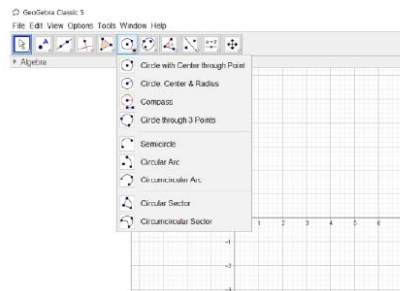 GeoGebra Classic 5
File Edit View Options Tools Window Help
a=2
Algebra
Circle with Center through Point
Circle: Center & Radius
Compass
Circle through 3 Points
Semicircle
Circular Arc
Circumcircular Arc
Circular Sector
Circumcircular Sector
1 2 3 4 5 6
-1
-2
-3